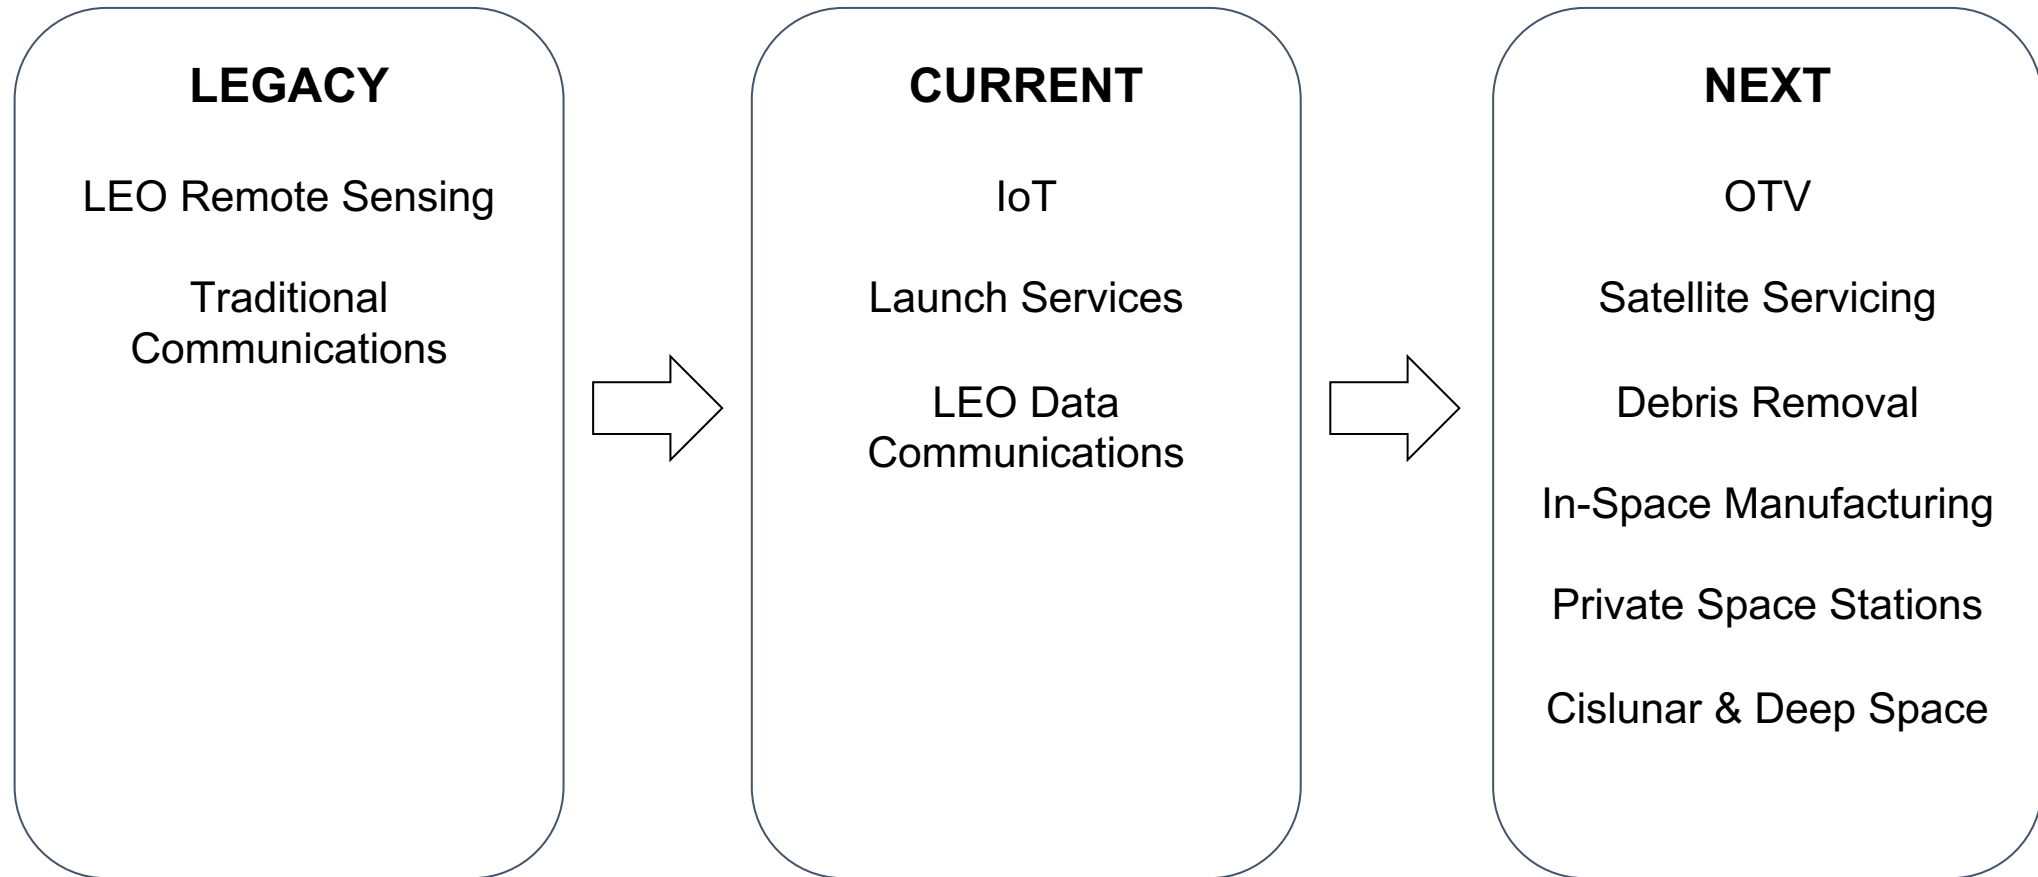 LEGACY
LEO Remote Sensing
Traditional
Communications
CURRENT
IoT
Launch Services
LEO Data
Communications
NEXT
OTV
Satellite Servicing
Debris Removal
In-Space Manufacturing
Private Space Stations
Cislunar & Deep Space